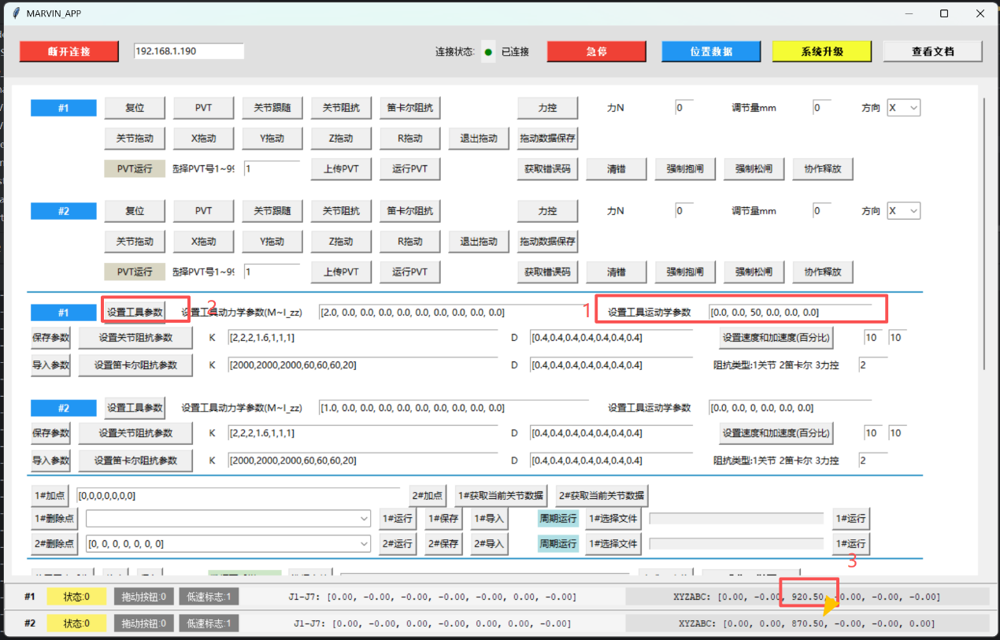 MARVIN_APP
断开连接 192.168.1.190 连接状态: 已连接 急停 位置数据 系统升级 查看文档
#1 复位 PVT 关节跟随 关节阻抗 笛卡尔阻抗 力控 力N 0 调节量mm 0 方向 X
关节拖动 X拖动 Y拖动 Z拖动 R拖动 退出拖动 拖动数据保存
PVT运行 选择PVT号1~99 1 上传PVT 运行PVT 获取错误码 清错 强制抱闸 强制松闸 协作释放
#2 复位 PVT 关节跟随 关节阻抗 笛卡尔阻抗 力控 力N 0 调节量mm 0 方向 X
关节拖动 X拖动 Y拖动 Z拖动 R拖动 退出拖动 拖动数据保存
PVT运行 选择PVT号1~99 1 上传PVT 运行PVT 获取错误码 清错 强制抱闸 强制松闸 协作释放
#1 设置工具参数 2 设置工具动力学参数(M~I_zz) [2.0, 0.0, 0.0, 0.0, 0.0, 0.0, 0.0, 0.0, 0.0, 0.0] 1 设置工具运动学参数 [0.0, 0.0, 50, 0.0, 0.0, 0.0]
保存参数 设置关节阻抗参数 K [2,2,2,1.6,1,1,1] D [0.4,0.4,0.4,0.4,0.4,0.4,0.4] 设置速度和加速度(百分比) 10 10
导入参数 设置笛卡尔阻抗参数 K [2000,2000,2000,60,60,60,20] D [0.4,0.4,0.4,0.4,0.4,0.4,0.4] 阻抗类型:1关节 2笛卡尔 3力控 2
#2 设置工具参数 设置工具动力学参数(M~I_zz) [1.0, 0.0, 0.0, 0.0, 0.0, 0.0, 0.0, 0.0, 0.0, 0.0] 设置工具运动学参数 [0.0, 0.0, 0, 0.0, 0.0, 0.0]
保存参数 设置关节阻抗参数 K [2,2,2,1.6,1,1,1] D [0.4,0.4,0.4,0.4,0.4,0.4,0.4] 设置速度和加速度(百分比) 10 10
导入参数 设置笛卡尔阻抗参数 K [2000,2000,2000,60,60,60,20] D [0.4,0.4,0.4,0.4,0.4,0.4,0.4] 阻抗类型:1关节 2笛卡尔 3力控 2
1#加点 [0,0,0,0,0,0,0] 2#加点 1#获取当前关节数据 2#获取当前关节数据
1#删除点 1#运行 1#保存 1#导入 周期运行 1#选择文件 1#运行
2#删除点 [0, 0, 0, 0, 0, 0, 0] 2#运行 2#保存 2#导入 周期运行 1#选择文件 1#运行
3
#1 状态:0 拖动按钮:0 低速标志:1 J1-J7: [0.00, -0.00, -0.00, -0.00, -0.00, 0.00, -0.00] XYZABC: [0.00, -0.00, 920.50, -0.00, -0.00, -0.00]
#2 状态:0 拖动按钮:0 低速标志:1 J1-J7: [0.00, -0.00, 0.00, -0.00, 0.00, 0.00, -0.00] XYZABC: [0.00, 0.00, 870.50, -0.00, -0.00, 0.00]